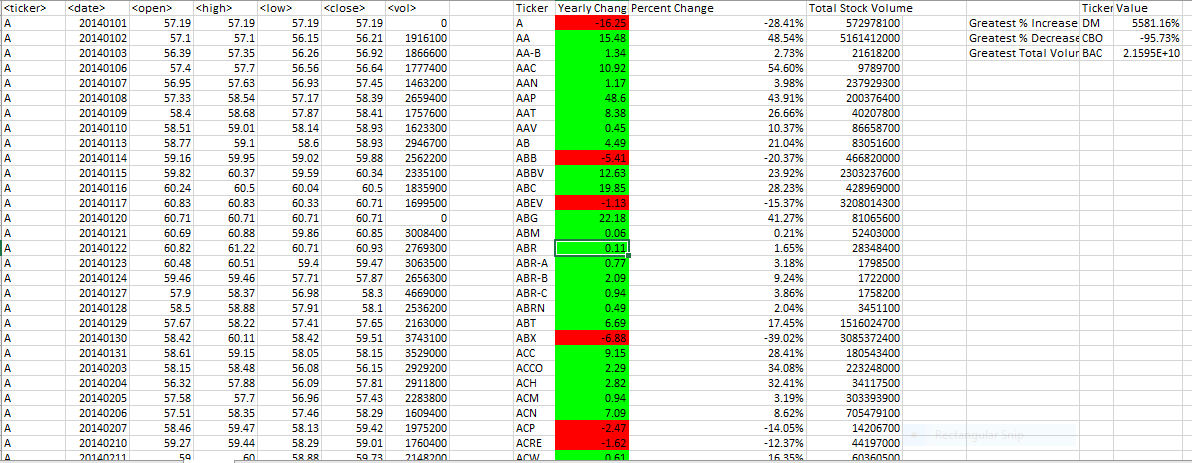 <ticker> <date> <open> <high> <low> <close> <vol> Ticker Yearly Chang Percent Change Total Stock Volume Ticker Value
A 20140101 57.19 57.19 57.19 57.19 0 A -16.25 -28.41% 572978100 Greatest % Increase DM 5581.16%
A 20140102 57.1 57.1 56.15 56.21 1916100 AA 15.48 48.54% 5161412000 Greatest % Decrease CBO -95.73%
A 20140103 56.39 57.35 56.26 56.92 1866600 AA-B 1.34 2.73% 21618200 Greatest Total Volur BAC 2.1595E+10
A 20140106 57.4 57.7 56.56 56.64 1777400 AAC 10.92 54.60% 9789700
A 20140107 56.95 57.63 56.93 57.45 1463200 AAN 1.17 3.98% 237929300
A 20140108 57.33 58.54 57.17 58.39 2659400 AAP 48.6 43.91% 200376400
A 20140109 58.4 58.68 57.87 58.41 1757600 AAT 8.38 26.66% 40207800
A 20140110 58.51 59.01 58.14 58.93 1623300 AAV 0.45 10.37% 86658700
A 20140113 58.77 59.1 58.6 58.93 2946700 AB 4.49 21.04% 83051600
A 20140114 59.16 59.95 59.02 59.88 2562200 ABB -5.41 -20.37% 466820000
A 20140115 59.82 60.37 59.59 60.34 2335100 ABBV 12.63 23.92% 2303237600
A 20140116 60.24 60.5 60.04 60.5 1835900 ABC 19.85 28.23% 428969000
A 20140117 60.83 60.83 60.33 60.71 1699500 ABEV -1.13 -15.37% 3208014300
A 20140120 60.71 60.71 60.71 60.71 0 ABG 22.18 41.27% 81065600
A 20140121 60.69 60.88 59.86 60.85 3008400 ABM 0.06 0.21% 52403000
A 20140122 60.82 61.22 60.71 60.93 2769300 ABR 0.11 1.65% 28348400
A 20140123 60.48 60.51 59.4 59.47 3063500 ABR-A 0.77 3.18% 1798500
A 20140124 59.46 59.46 57.71 57.87 2656300 ABR-B 2.09 9.24% 1722000
A 20140127 57.9 58.37 56.98 58.3 4669000 ABR-C 0.94 3.86% 1758200
A 20140128 58.5 58.88 57.91 58.1 2536200 ABRN 0.49 2.04% 3451100
A 20140129 57.67 58.22 57.41 57.65 2163000 ABT 6.69 17.45% 1516024700
A 20140130 58.42 60.11 58.42 59.51 3743100 ABX -6.88 -39.02% 3085372400
A 20140131 58.61 59.15 58.05 58.15 3529000 ACC 9.15 28.41% 180543400
A 20140203 58.15 58.48 56.08 56.15 2929200 ACCO 2.29 34.08% 223248000
A 20140204 56.32 57.88 56.09 57.81 2911800 ACH 2.82 32.41% 34117500
A 20140205 57.58 57.7 56.96 57.43 2283800 ACM 0.94 3.19% 303393900
A 20140206 57.51 58.35 57.46 58.29 1609400 ACN 7.09 8.62% 705479100
A 20140207 58.46 59.47 58.13 59.42 1975200 ACP -2.47 -14.05% 14206700 Rectangular Snip
A 20140210 59.27 59.44 58.29 59.01 1760400 ACRE -1.62 -12.37% 44197000
A 20140211 59 60 58.88 59.73 2148200 ACW 0.61 16.35% 60360500